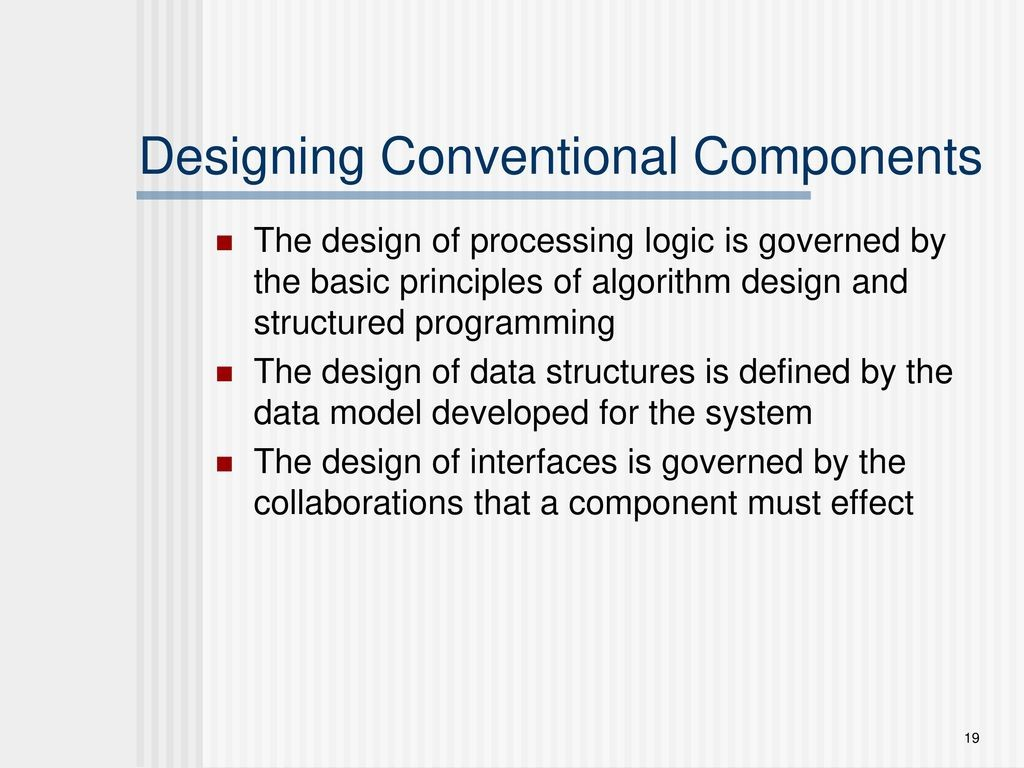 Designing Conventional Components
The design of processing logic is governed by
the basic principles of algorithm design and
structured programming
The design of data structures is defined by the
data model developed for the system
The design of interfaces is governed by the
collaborations that a component must effect
19